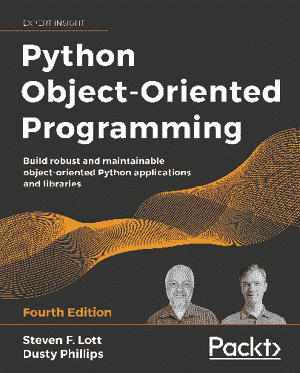 EXPERT INSIGHT
Python
Object-Oriented
Programming
Build robust and maintainable
object-oriented Python applications
and libraries
Fourth Edition
Steven F. Lott
Dusty Phillips
Packt>